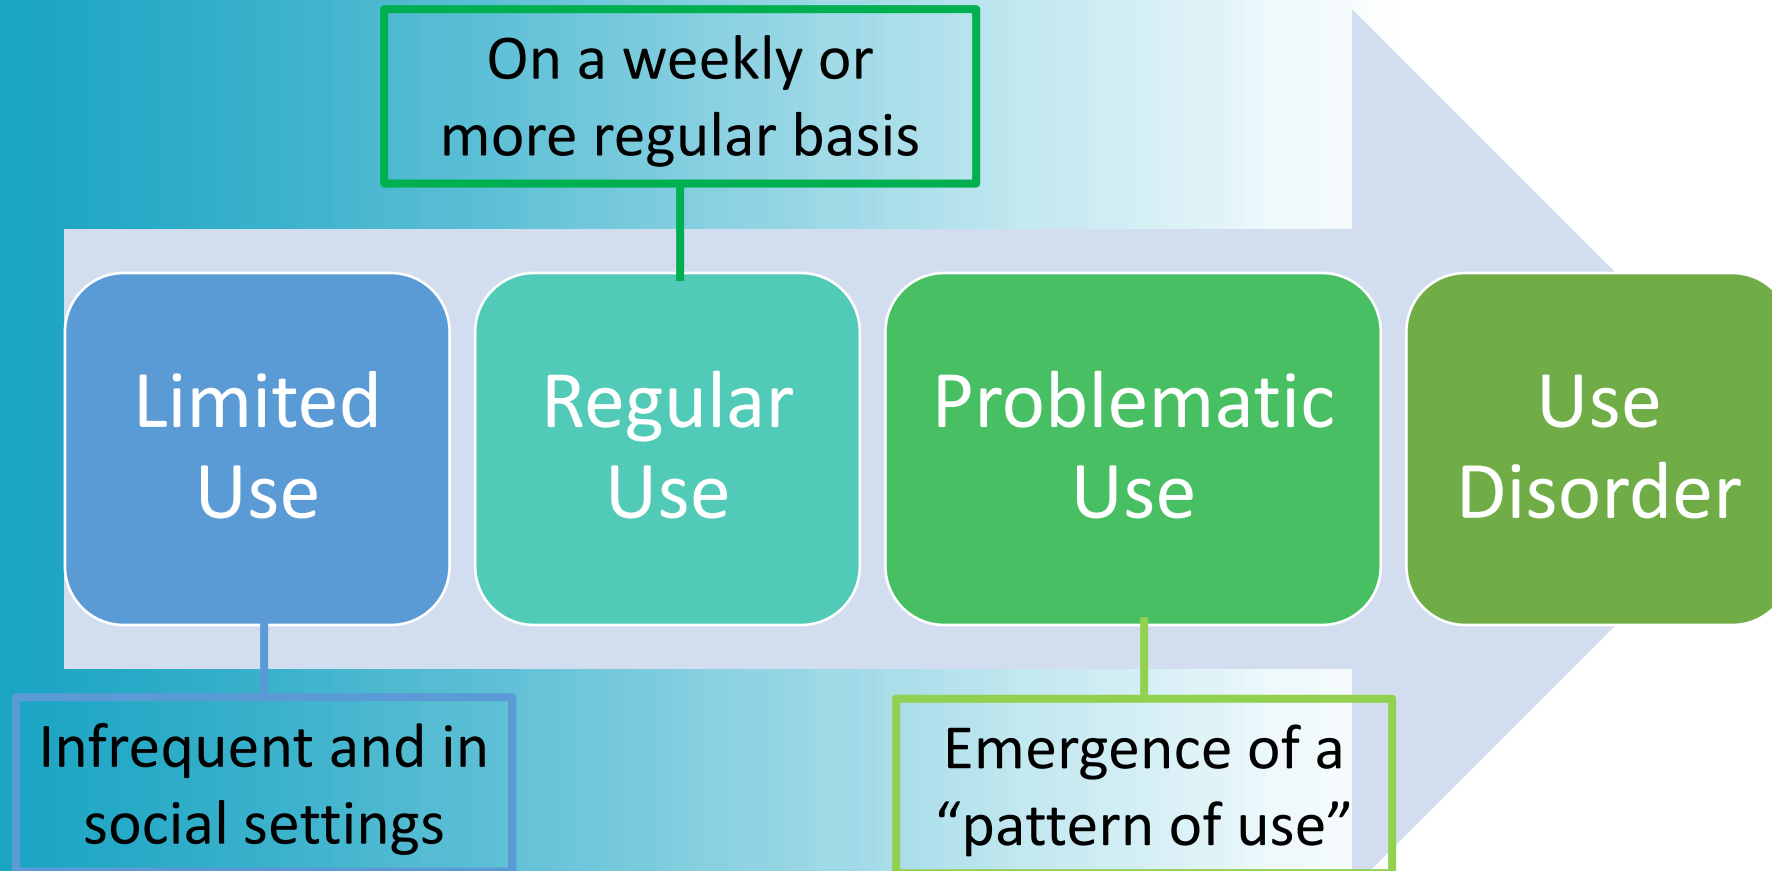 On a weekly or
more regular basis
Limited
Use
Regular
Use
Problematic
Use
Use
Disorder
Infrequent and in
social settings
Emergence of a
“pattern of use”